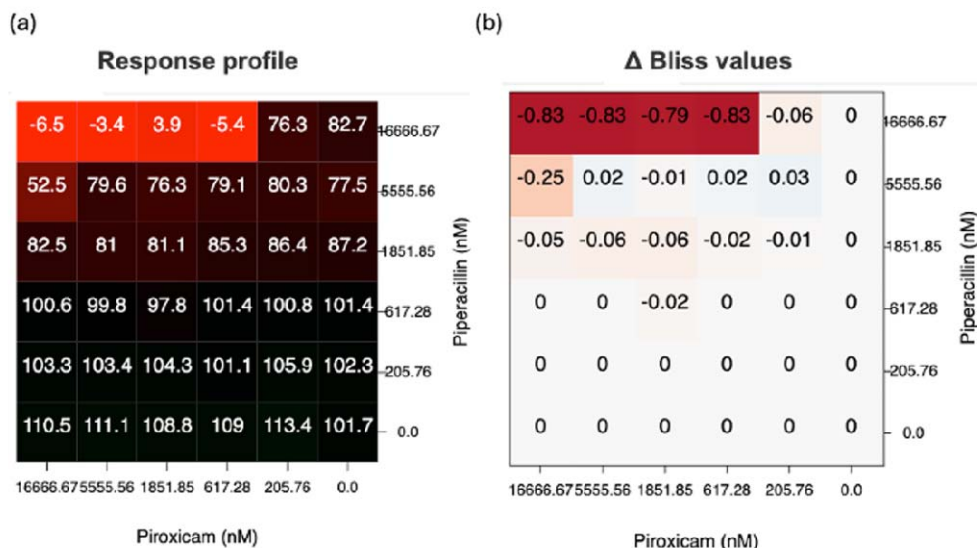 (a)
Response profile
-6.5 -3.4 3.9 -5.4 76.3 82.7 16666.67
52.5 79.6 76.3 79.1 80.3 77.5 5555.56
82.5 81 81.1 85.3 86.4 87.2 1851.85
100.6 99.8 97.8 101.4 100.8 101.4 617.28
103.3 103.4 104.3 101.1 105.9 102.3 205.76
110.5 111.1 108.8 109 113.4 101.7 0.0
16666.67 5555.56 1851.85 617.28 205.76 0.0
Piroxicam (nM)
Piperacillin (nM)
(b)
Δ Bliss values
-0.83 -0.83 -0.79 -0.83 -0.06 0 16666.67
-0.25 0.02 -0.01 0.02 0.03 0 5555.56
-0.05 -0.06 -0.06 -0.02 -0.01 0 1851.85
0 0 -0.02 0 0 0 617.28
0 0 0 0 0 0 205.76
0 0 0 0 0 0 0.0
16666.67 5555.56 1851.85 617.28 205.76 0.0
Piroxicam (nM)
Piperacillin (nM)